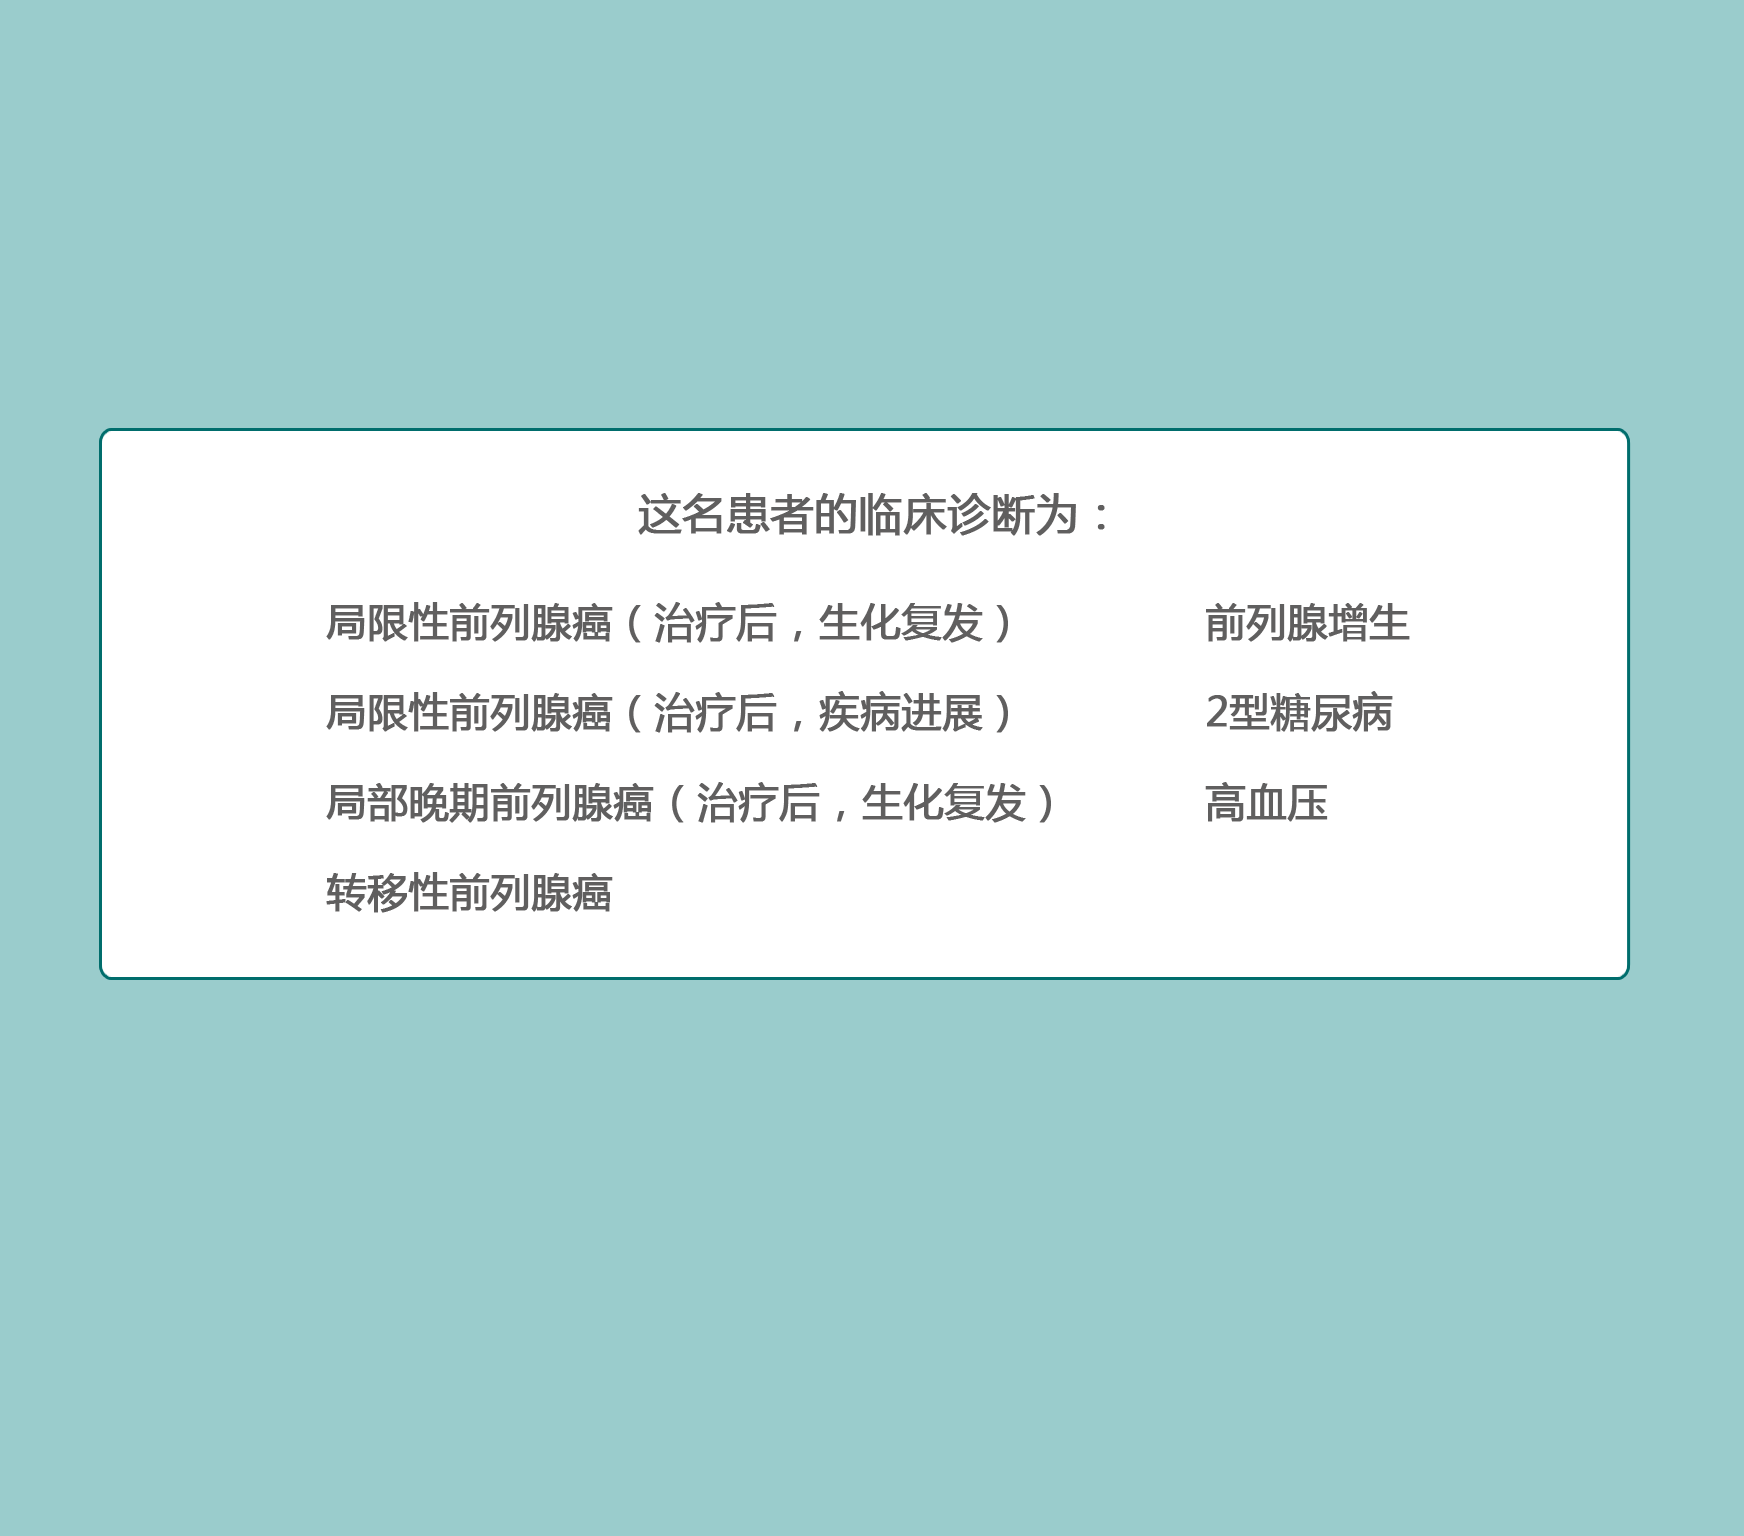 这名患者的临床诊断为：
局限性前列腺癌（治疗后，生化复发） 前列腺增生
局限性前列腺癌（治疗后，疾病进展） 2型糖尿病
局部晚期前列腺癌（治疗后，生化复发） 高血压
转移性前列腺癌